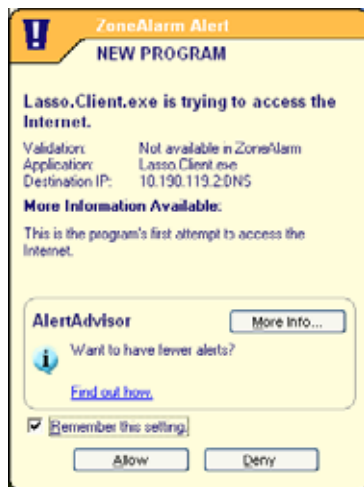 ZoneAlarm Alert
NEW PROGRAM
Lasso.Client.exe is trying to access the
Internet.
Validation: Not available in ZoneAlarm
Application: Lasso.Client.exe
Destination IP: 10.190.119.2:DNS
More Information Available:
This is the program's first attempt to access the
Internet.
AlertAdvisor
More Info...
Want to have fewer alerts?
Find out how.
Remember this setting.
Allow Deny